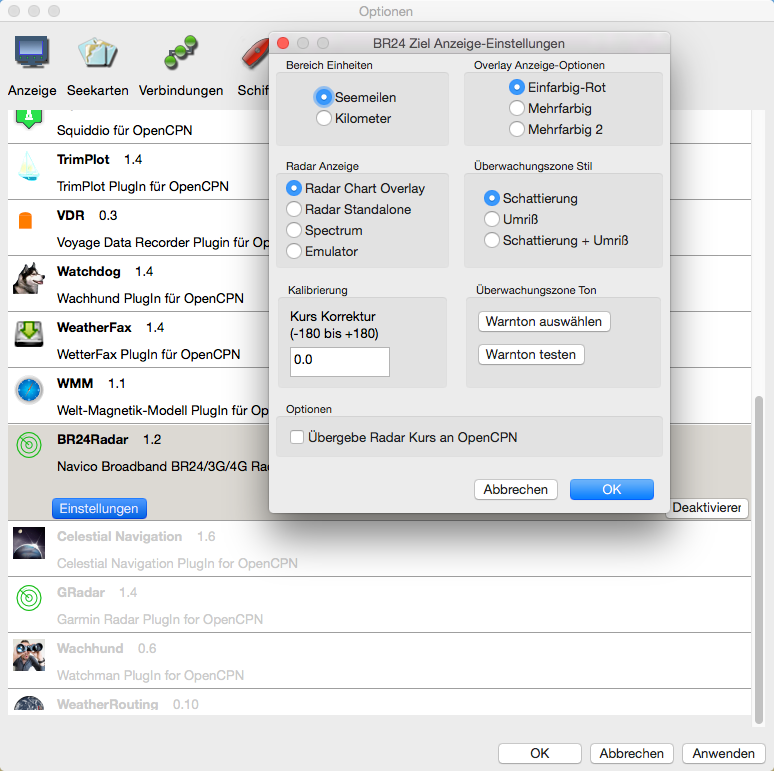 Optionen
Anzeige
Seekarten
Verbindungen
Schif
Squiddio für OpenCPN
TrimPlot 1.4
TrimPlot PlugIn für OpenCPN
VDR 0.3
Voyage Data Recorder Plugin für Op
Watchdog 1.4
Wachhund PlugIn für OpenCPN
WeatherFax 1.4
WetterFax PlugIn für OpenCPN
WMM 1.1
Welt-Magnetik-Modell PlugIn für Op
BR24Radar 1.2
Navico Broadband BR24/3G/4G Ra
Einstellungen
Deaktivieren
Celestial Navigation 1.6
Celestial Navigation PlugIn for OpenCPN
GRadar 1.4
Garmin Radar PlugIn for OpenCPN
Wachhund 0.6
Watchman PlugIn for OpenCPN
WeatherRouting 0.10
OK
Abbrechen
Anwenden
BR24 Ziel Anzeige-Einstellungen
Bereich Einheiten
Seemeilen
Kilometer
Overlay Anzeige-Optionen
Einfarbig-Rot
Mehrfarbig
Mehrfarbig 2
Radar Anzeige
Radar Chart Overlay
Radar Standalone
Spectrum
Emulator
Überwachungszone Stil
Schattierung
Umriß
Schattierung + Umriß
Kalibrierung
Kurs Korrektur
(-180 bis +180)
0.0
Überwachungszone Ton
Warnton auswählen
Warnton testen
Optionen
Übergebe Radar Kurs an OpenCPN
Abbrechen
OK